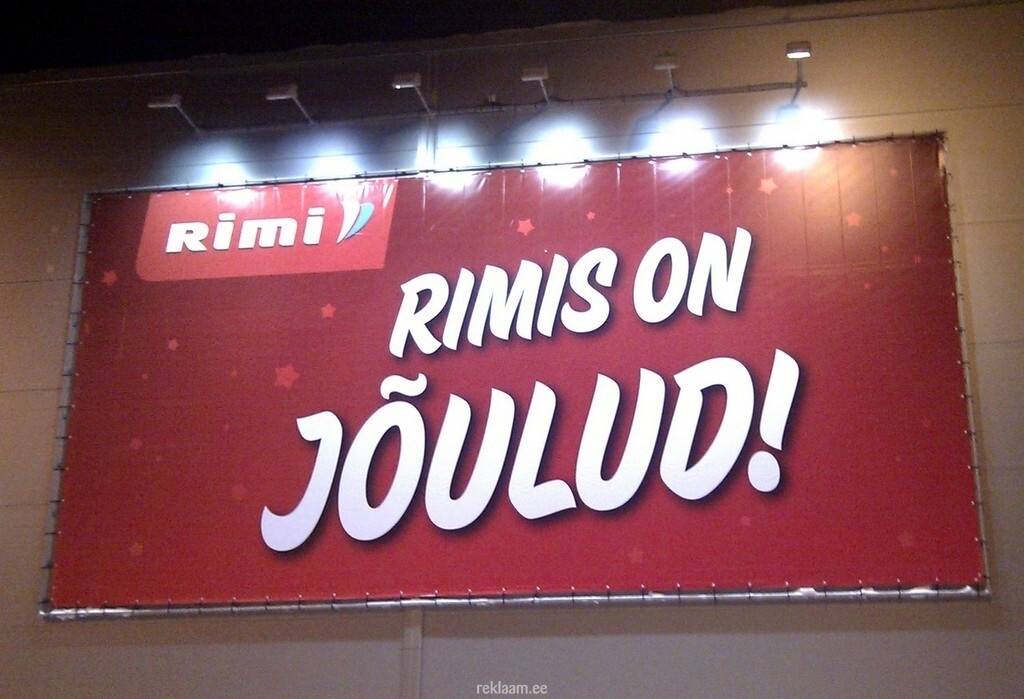 Rimi
RIMIS ON
JÕULUD!
reklaam.ee